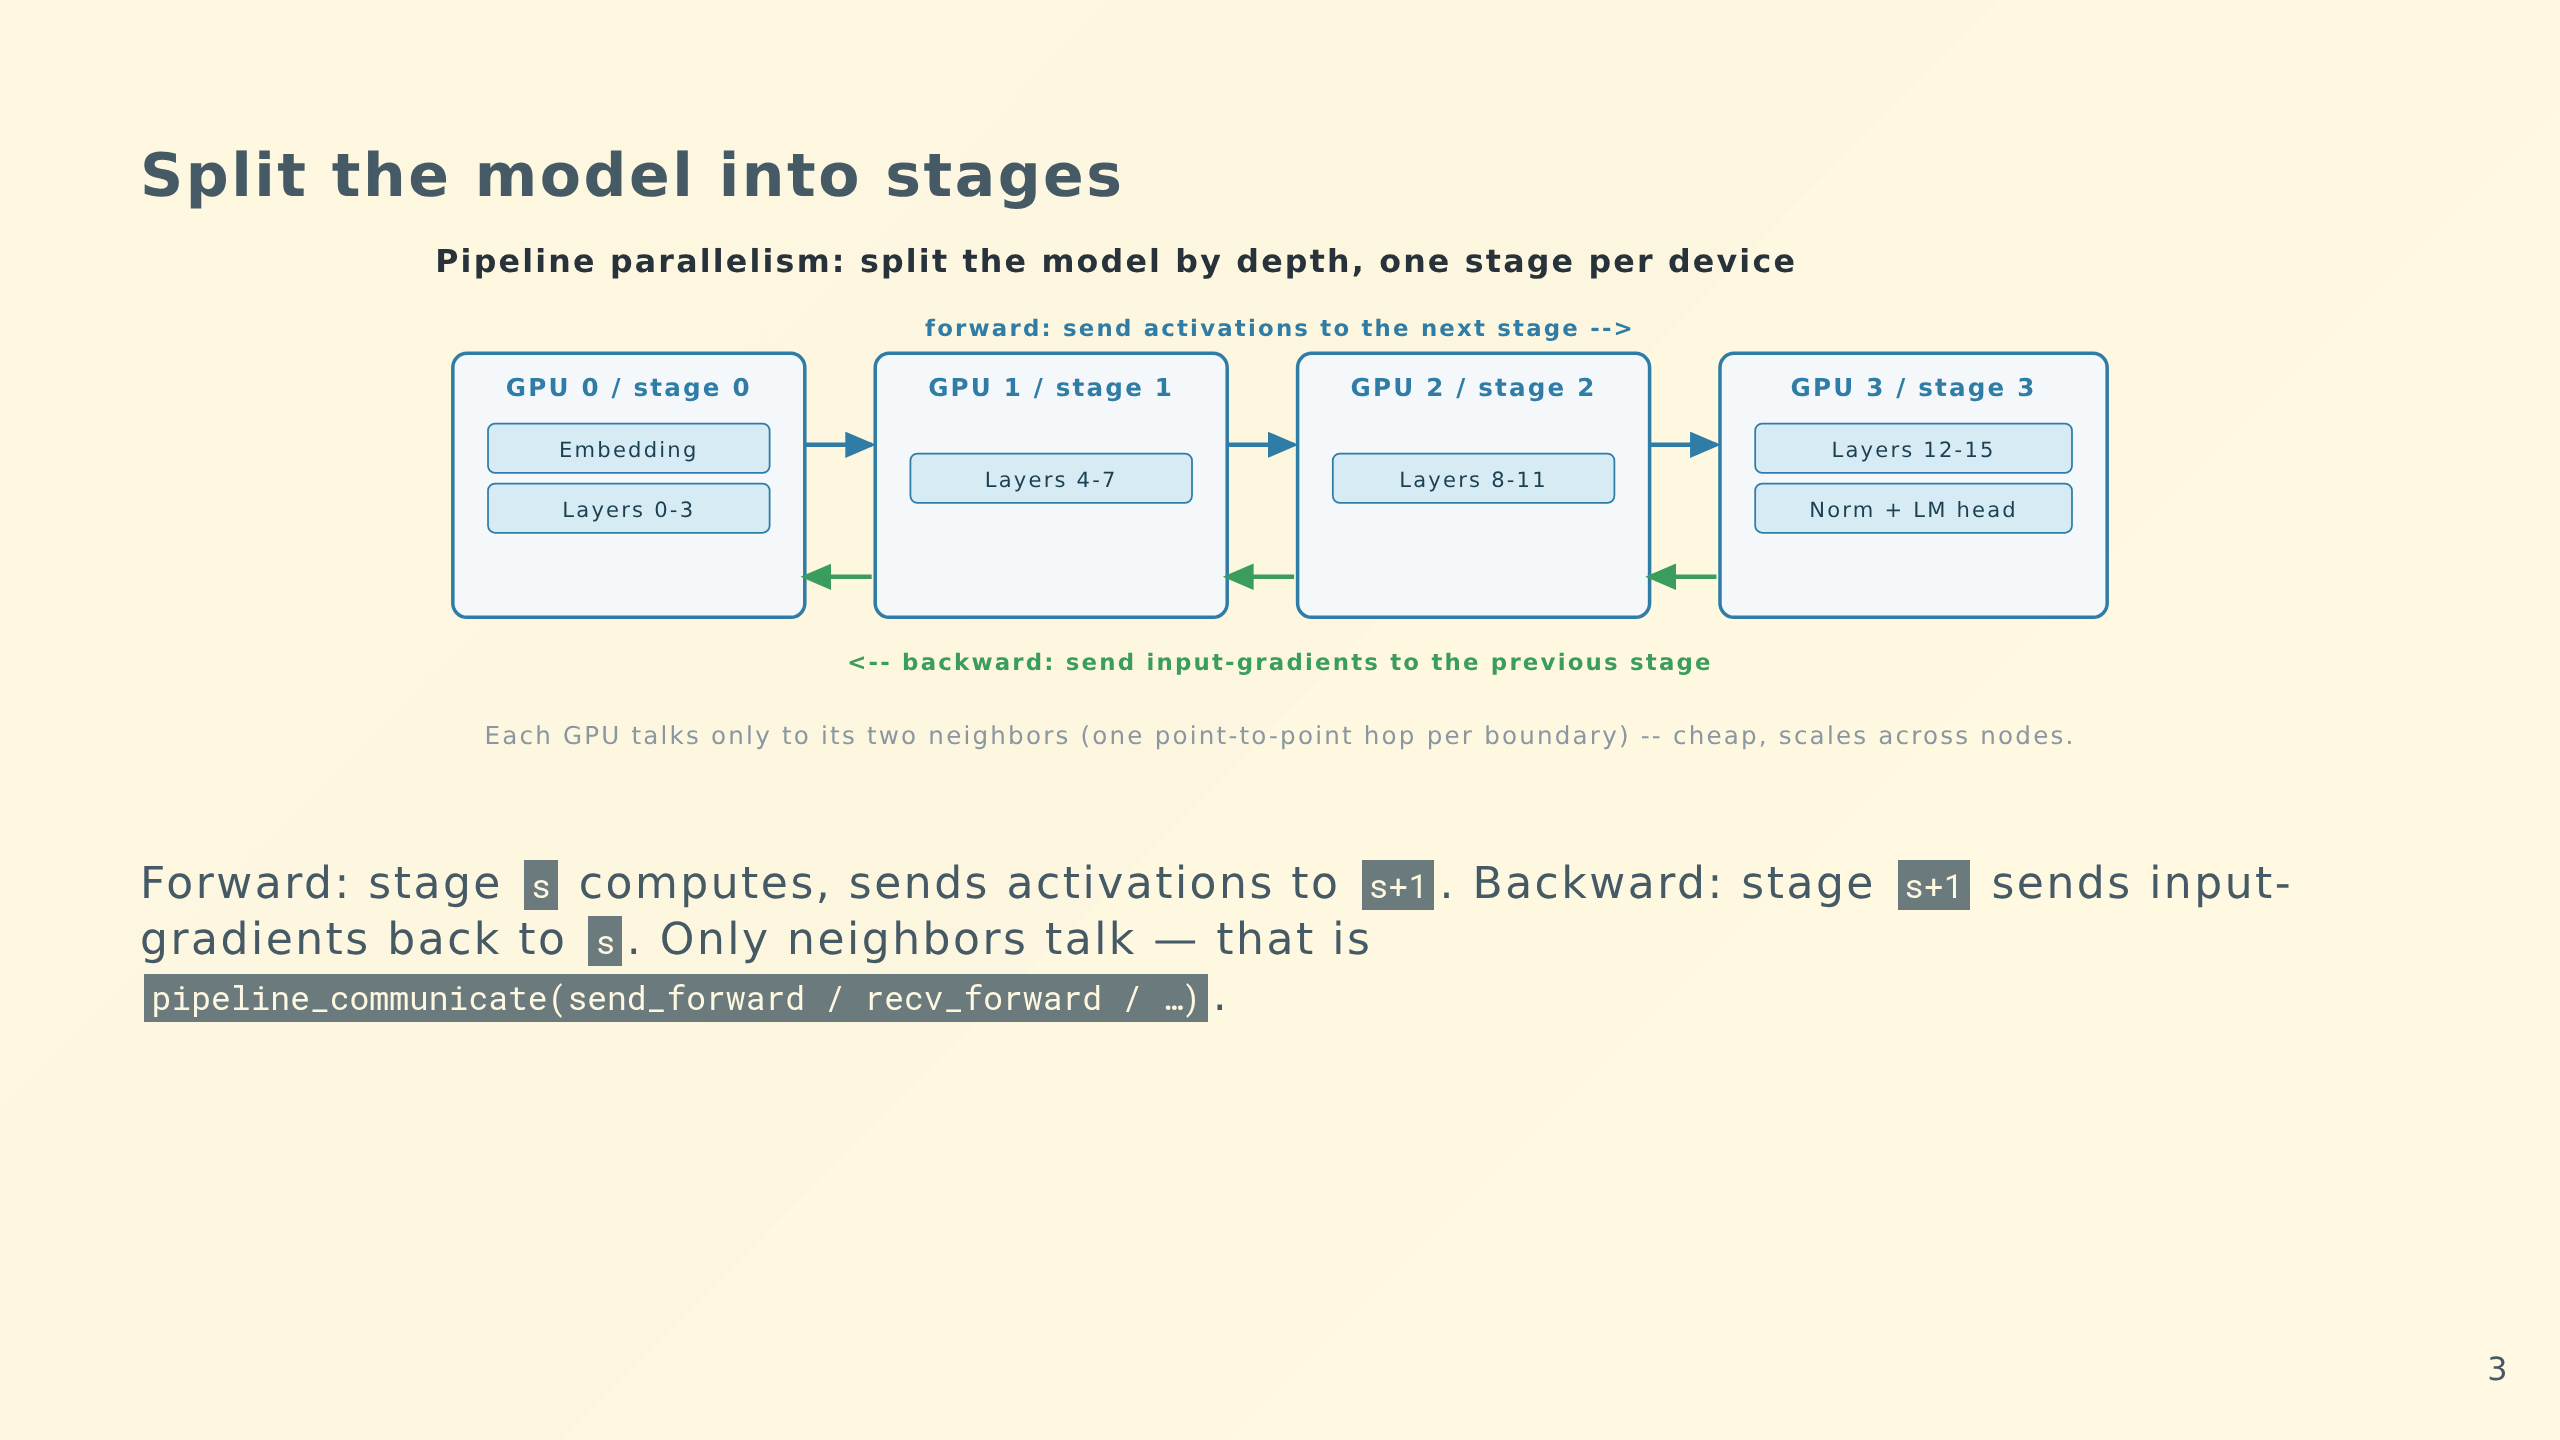 Split the model into stages
Pipeline parallelism: split the model by depth, one stage per device
forward: send activations to the next stage -->
GPU 0 / stage 0
Embedding
Layers 0-3
GPU 1 / stage 1
Layers 4-7
GPU 2 / stage 2
Layers 8-11
GPU 3 / stage 3
Layers 12-15
Norm + LM head
<-- backward: send input-gradients to the previous stage
Each GPU talks only to its two neighbors (one point-to-point hop per boundary) -- cheap, scales across nodes.
Forward: stage s computes, sends activations to s+1. Backward: stage s+1 sends input-
gradients back to s. Only neighbors talk — that is
pipeline_communicate(send_forward / recv_forward / …).
3